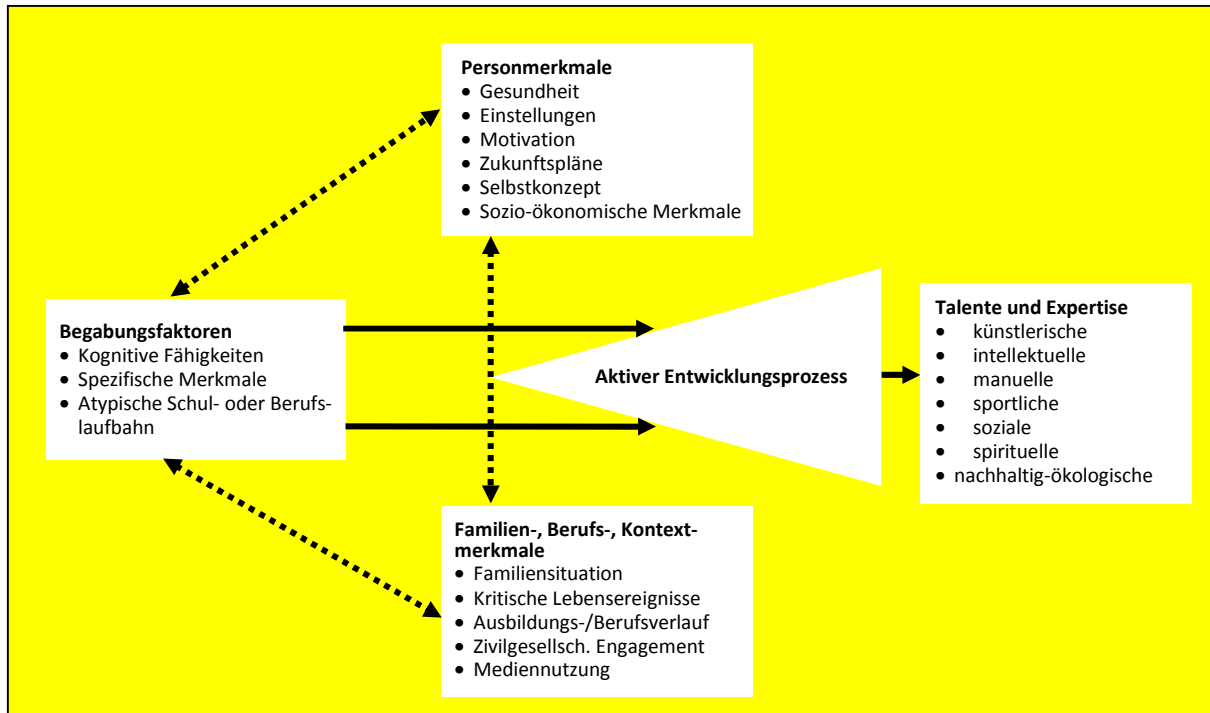 Personmerkmale
• Gesundheit
• Einstellungen
• Motivation
• Zukunftspläne
• Selbstkonzept
• Sozio-ökonomische Merkmale
Begabungsfaktoren
• Kognitive Fähigkeiten
• Spezifische Merkmale
• Atypische Schul- oder Berufs-
laufbahn
Aktiver Entwicklungsprozess
Talente und Expertise
• künstlerische
• intellektuelle
• manuelle
• sportliche
• soziale
• spirituelle
• nachhaltig-ökologische
Familien-, Berufs-, Kontext-
merkmale
• Familiensituation
• Kritische Lebensereignisse
• Ausbildungs-/Berufsverlauf
• Zivilgesellsch. Engagement
• Mediennutzung